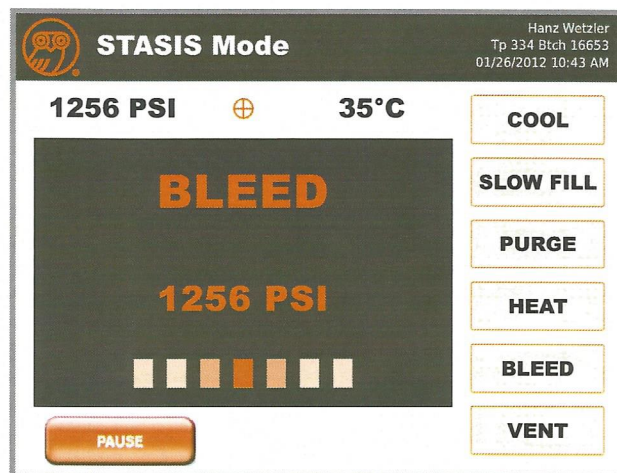 STASIS Mode
Hanz Wetzler
Tp 334 Btch 16653
01/26/2012 10:43 AM
1256 PSI
35°C
BLEED
1256 PSI
PAUSE
COOL
SLOW FILL
PURGE
HEAT
BLEED
VENT